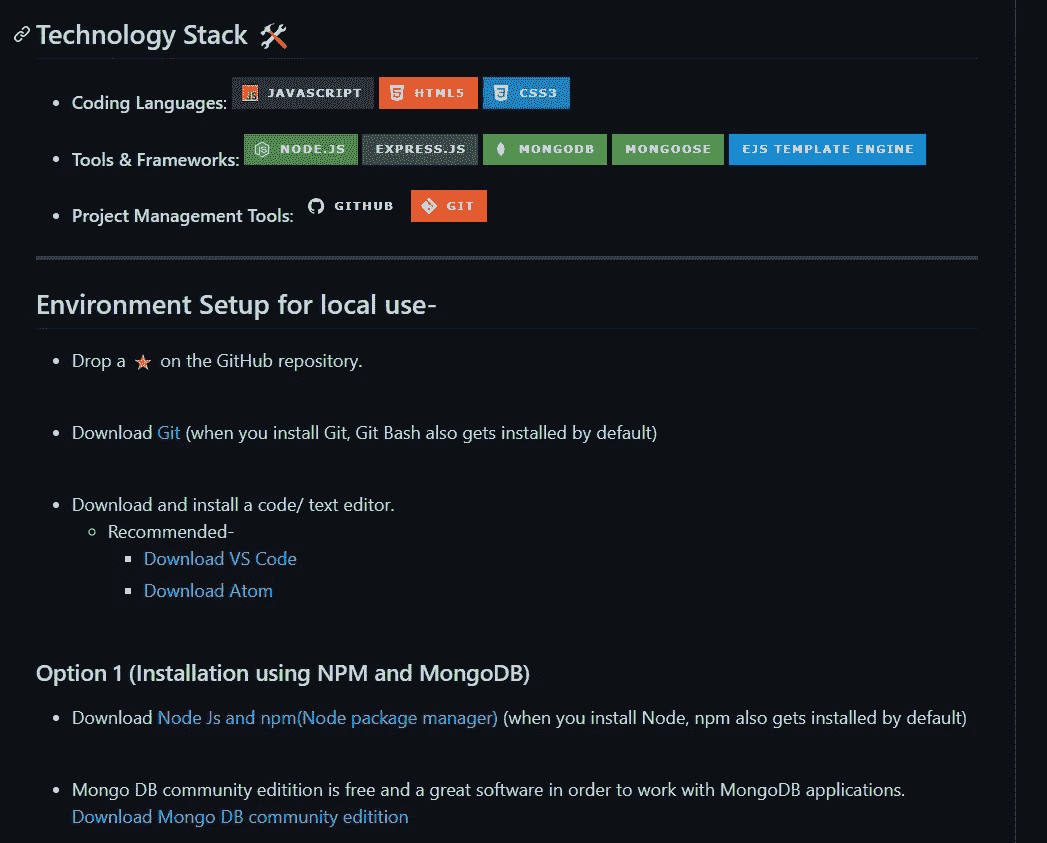 Technology Stack
Coding Languages: JAVASCRIPT HTML5 CSS3
Tools & Frameworks: NODE.JS EXPRESS.JS MONGODB MONGOOSE EJS TEMPLATE ENGINE
Project Management Tools: GITHUB GIT
Environment Setup for local use-
Drop a on the GitHub repository.
Download Git (when you install Git, Git Bash also gets installed by default)
Download and install a code/ text editor.
Recommended-
Download VS Code
Download Atom
Option 1 (Installation using NPM and MongoDB)
Download Node Js and npm(Node package manager) (when you install Node, npm also gets installed by default)
Mongo DB community editition is free and a great software in order to work with MongoDB applications.
Download Mongo DB community editition